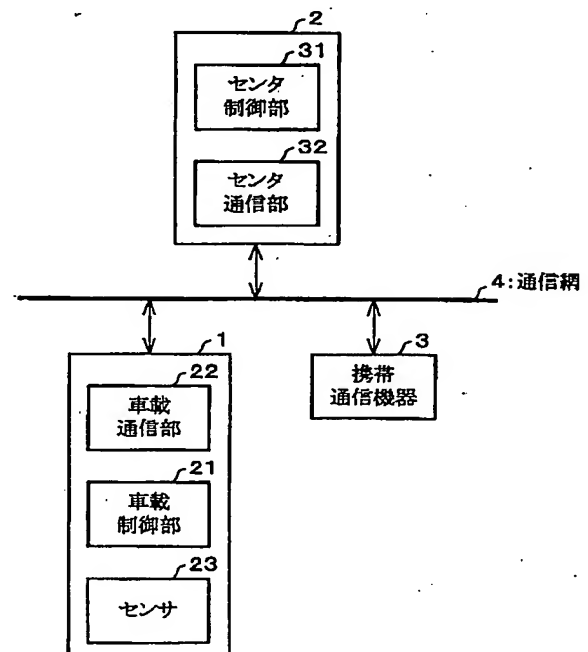 2
31
センタ
制御部
32
センタ
通信部
4:通信網
1
22
車載
通信部
21
車載
制御部
23
センサ
3
携帯
通信機器